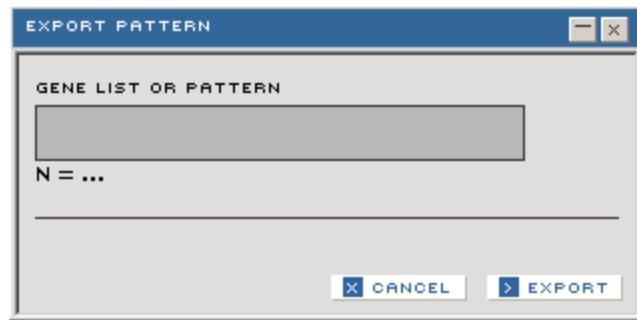 EXPORT PATTERN
GENE LIST OR PATTERN
N = ...
X CANCEL > EXPORT